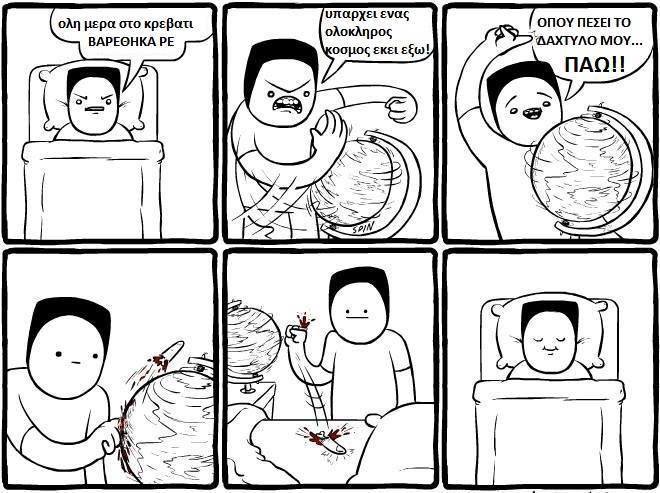 ολη μερα στο κρεβατι
ΒΑΡΕΘΗΚΑ ΡΕ
υπαρχει ενας
ολοκληρος
κοσμος εκει εξω!
SPIN
ΟΠΟΥ ΠΕΣΕΙ ΤΟ
ΔΑΧΤΥΛΟ ΜΟΥ...
ΠΑΩ!!